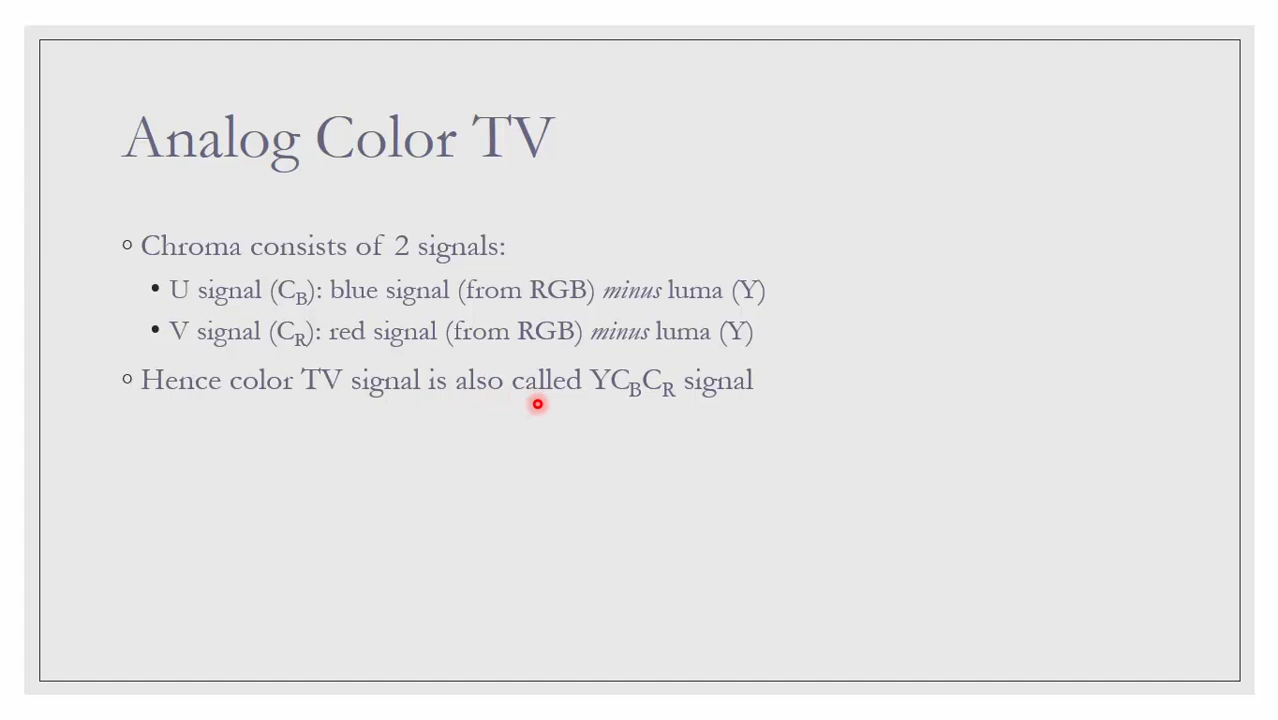 Analog Color TV
Chroma consists of 2 signals:
U signal (CB): blue signal (from RGB) minus luma (Y)
V signal (CR): red signal (from RGB) minus luma (Y)
Hence color TV signal is also called YCBCR signal